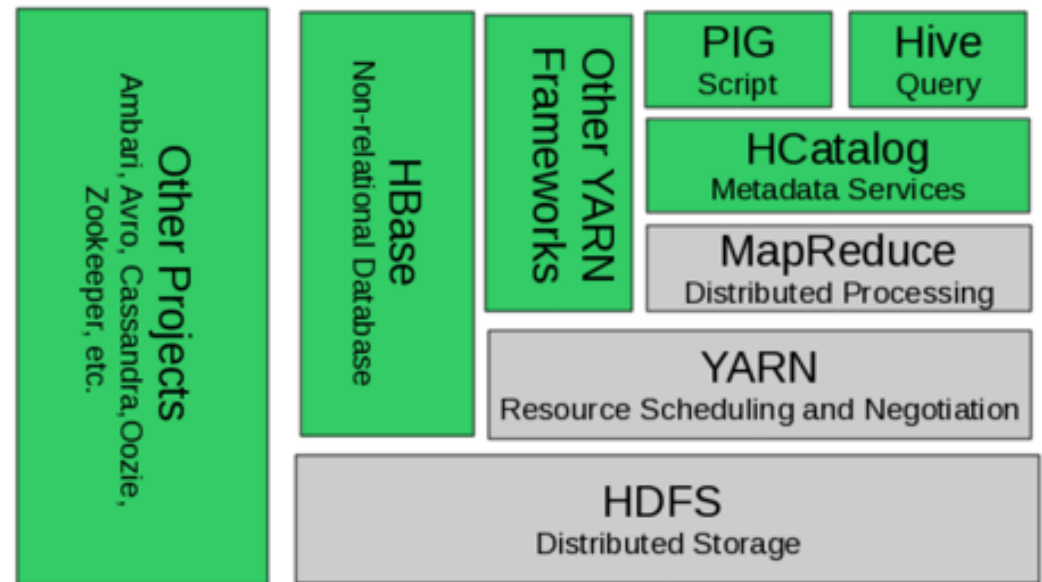 Other Projects
Ambari, Avro, Cassandra,Oozie,
Zookeeper, etc.
HBase
Non-relational Database
Other YARN
Frameworks
PIG
Script
Hive
Query
HCatalog
Metadata Services
MapReduce
Distributed Processing
YARN
Resource Scheduling and Negotiation
HDFS
Distributed Storage